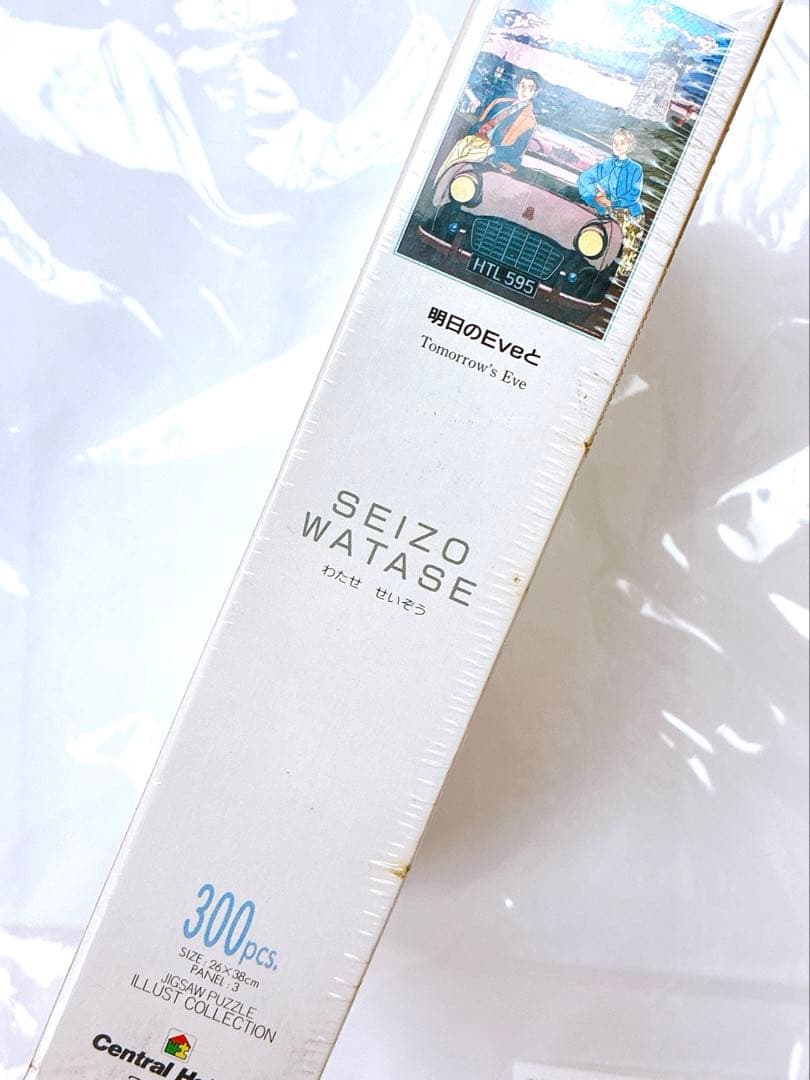 HTL 595
明日のEveと
Tomorrow's Eve
SEIZO
WATASE
わたせ せいぞう
300pcs.
SIZE:26×38cm
PANEL:3
JIGSAW PUZZLE
ILLUST COLLECTION
Central